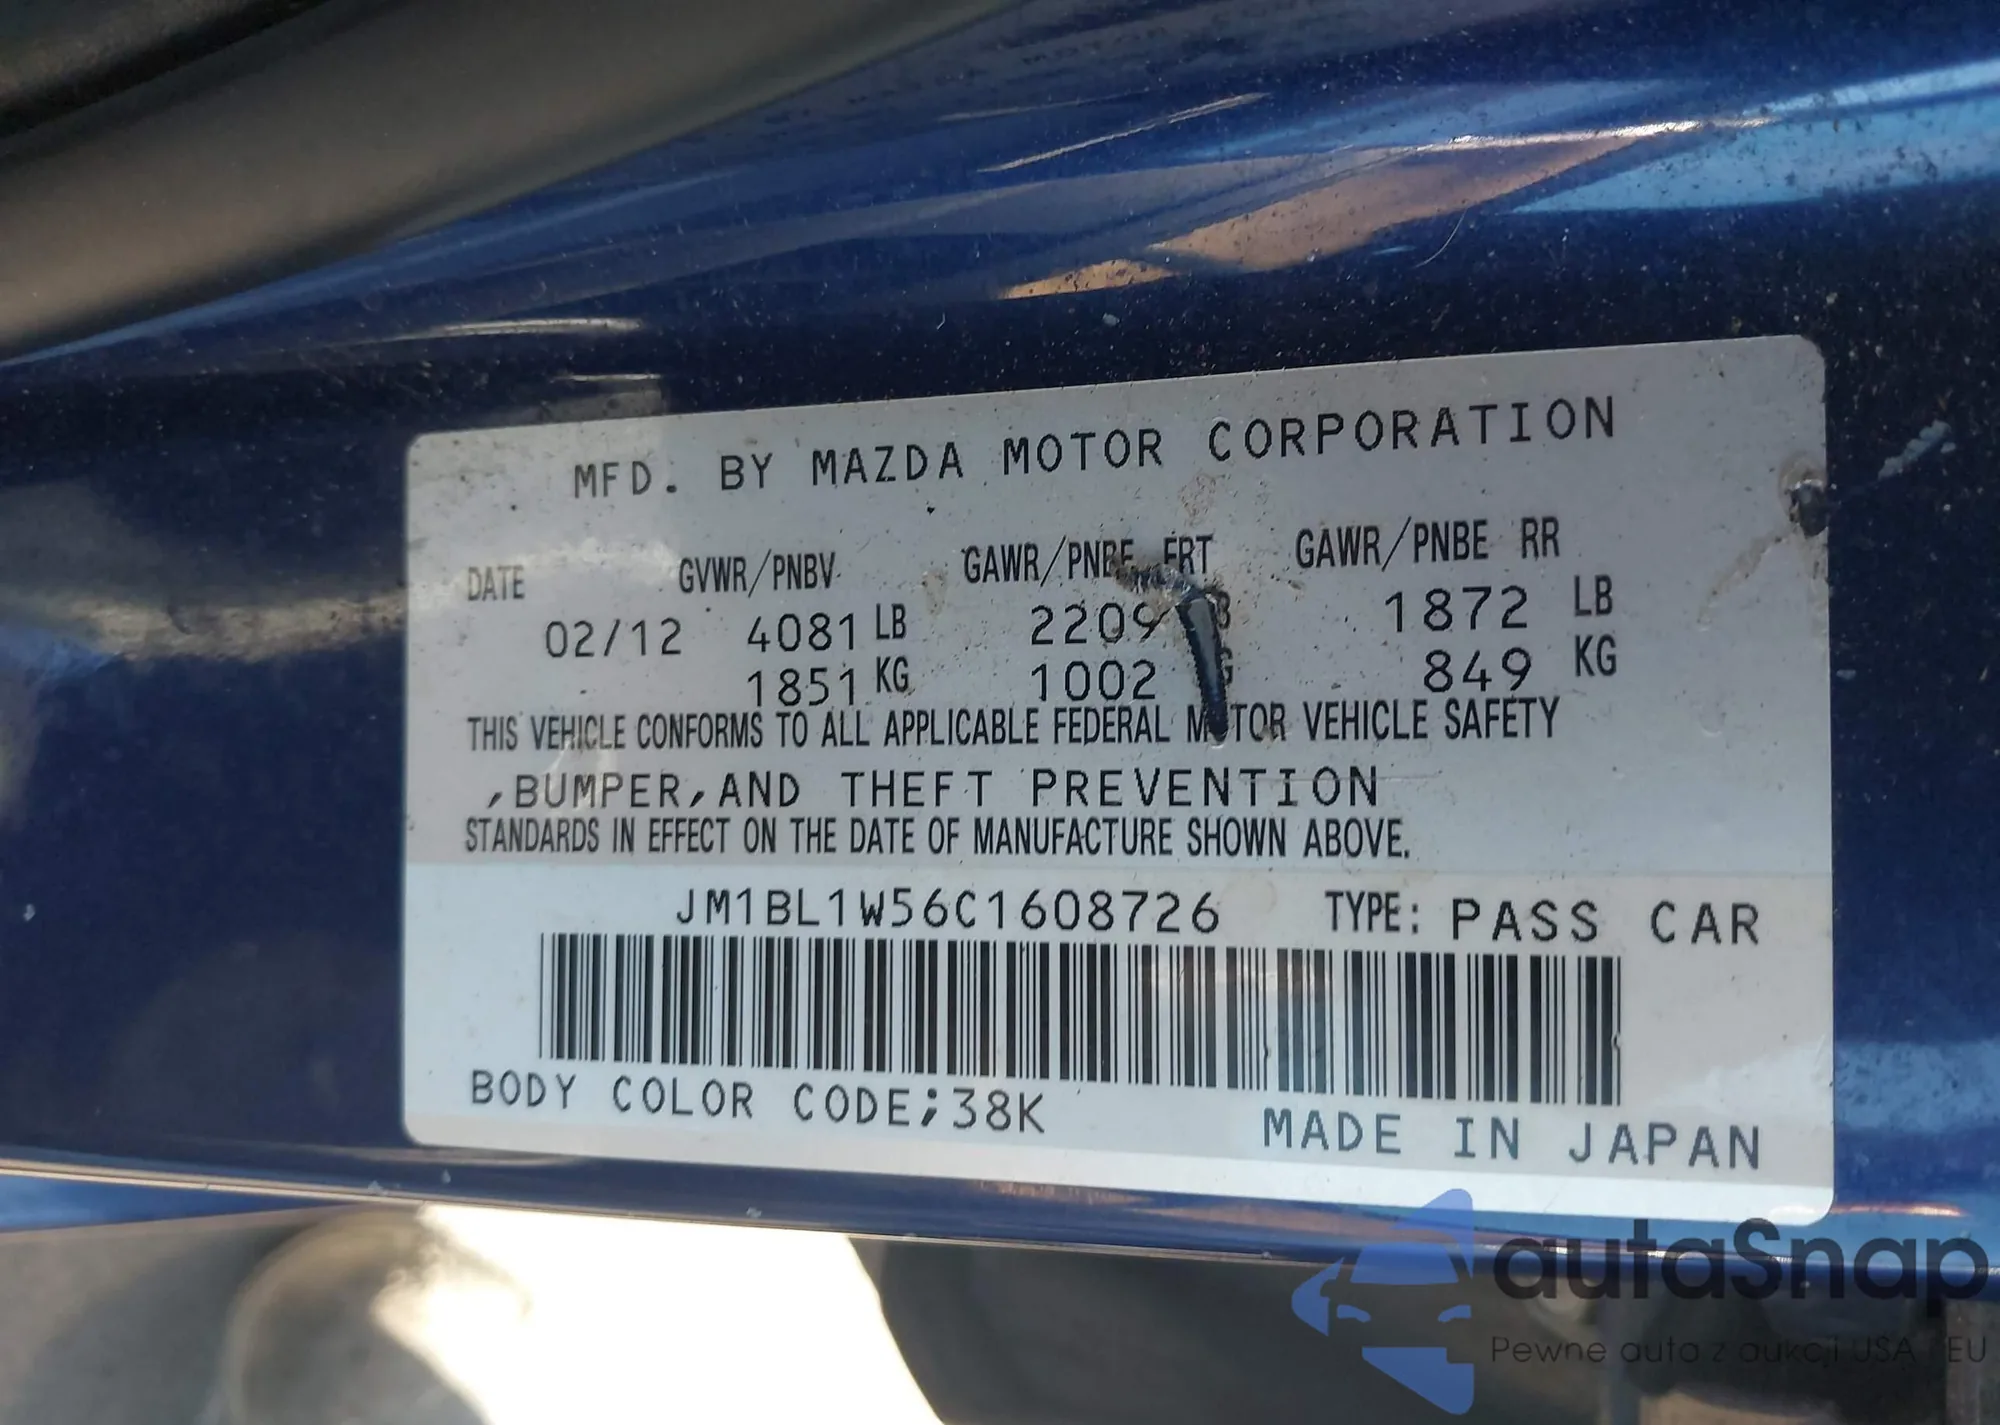 MFD. BY MAZDA MOTOR CORPORATION
DATE GVWR/PNBV GAWR/PNBE FRT GAWR/PNBE RR
02/12 4081 LB 2209 1872 LB
1851 KG 1002 849 KG
THIS VEHICLE CONFORMS TO ALL APPLICABLE FEDERAL MOTOR VEHICLE SAFETY
,BUMPER,AND THEFT PREVENTION
STANDARDS IN EFFECT ON THE DATE OF MANUFACTURE SHOWN ABOVE.
JM1BL1W56C1608726 TYPE: PASS CAR
BODY COLOR CODE;38K
MADE IN JAPAN
autaSnap
Pewne auta z aukcji USA EU